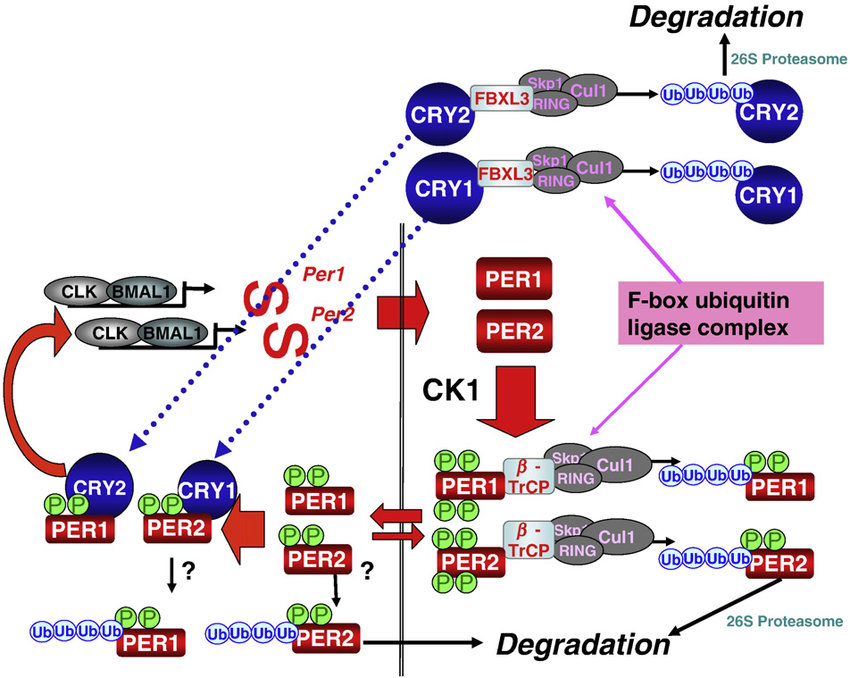 Degradation
26S Proteasome
CRY2
FBXL3
Skp1
RING
Cul1
Ub Ub Ub Ub
CRY2
CRY1
FBXL3
Skp1
RING
Cul1
Ub Ub Ub Ub
CRY1
CLK
BMAL1
CLK
BMAL1
S
S
Per1
Per2
PER1
PER2
F-box ubiquitin
ligase complex
CK1
CRY2
P P
PER1
CRY1
P P
PER2
P P
PER1
P P
PER2
P P
PER1
P P
β -
TrCP
Skp1
RING
Cul1
Ub Ub Ub Ub
P P
PER1
P P
PER2
P P
β -
TrCP
Skp
RING
Cul1
Ub Ub Ub Ub
P P
PER2
?
?
Ub Ub Ub Ub
P P
PER1
Ub Ub Ub Ub
P P
PER2
Degradation
26S Proteasome